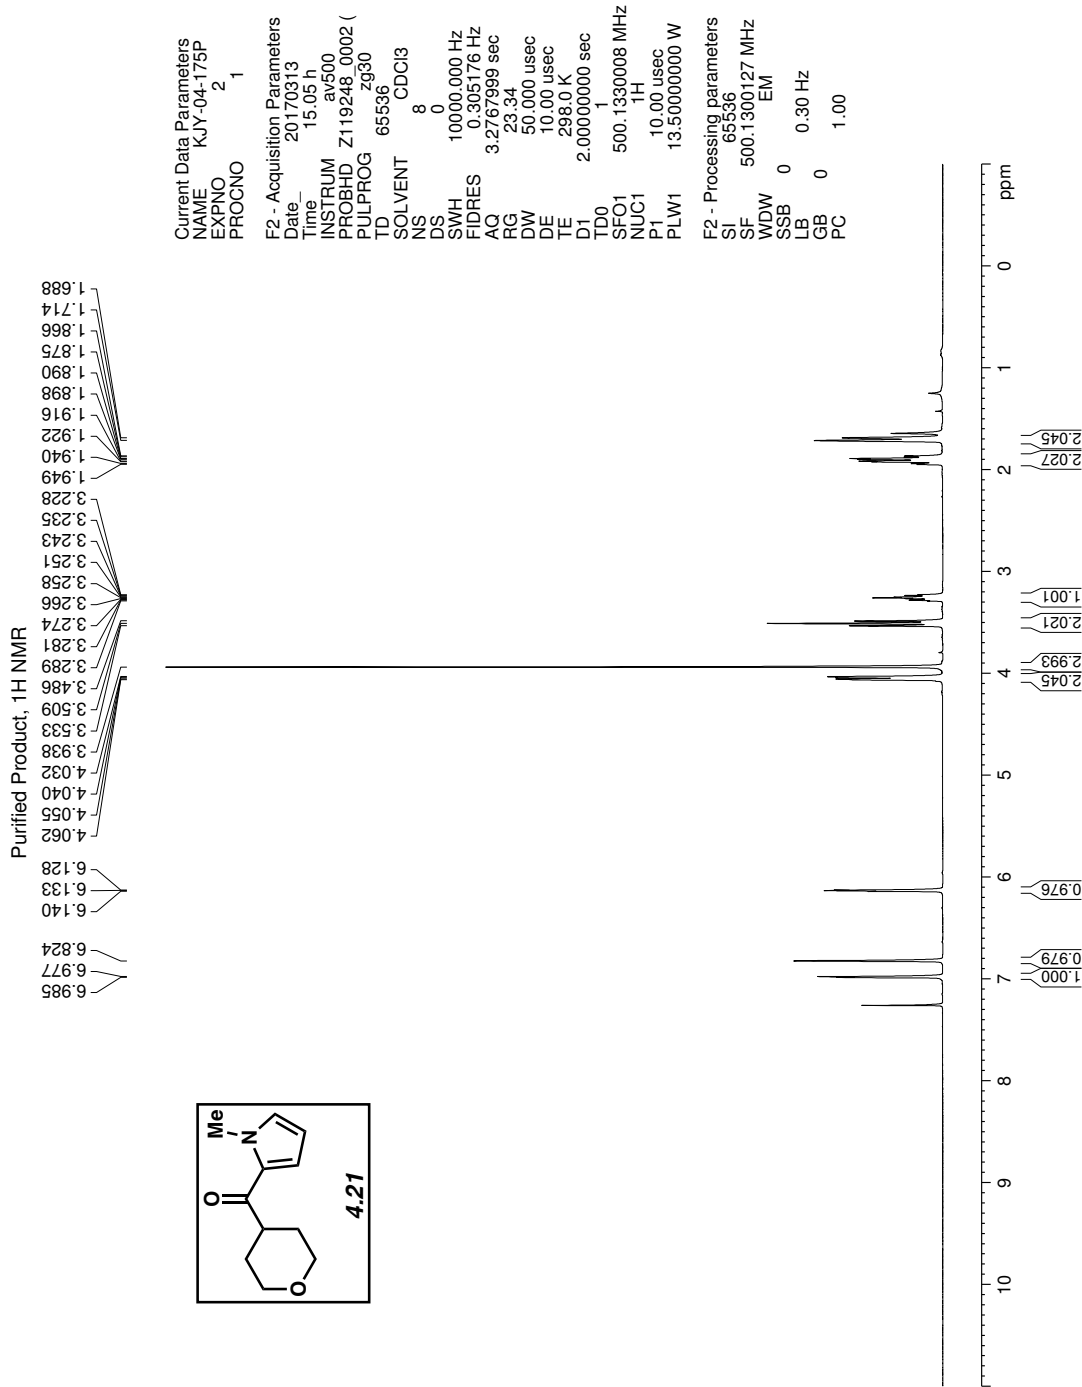 Purified Product, 1H NMR
6.985
6.977
6.824
6.140
6.133
6.128
4.062
4.055
4.040
4.032
3.938
3.533
3.509
3.486
3.289
3.281
3.274
3.266
3.258
3.251
3.243
3.235
3.228
1.949
1.940
1.922
1.916
1.898
1.890
1.875
1.866
1.714
1.688
Current Data Parameters
NAME KJY-04-175P
EXPNO 2
PROCNO 1
F2 - Acquisition Parameters
Date_ 20170313
Time 15.05 h
INSTRUM av500
PROBHD Z119248_0002 (
PULPROG zg30
TD 65536
SOLVENT CDCl3
NS 8
DS 0
SWH 10000.000 Hz
FIDRES 0.305176 Hz
AQ 3.2767999 sec
RG 23.34
DW 50.000 usec
DE 10.00 usec
TE 298.0 K
D1 2.00000000 sec
TD0 1
SFO1 500.1330008 MHz
NUC1 1H
P1 10.00 usec
PLW1 13.50000000 W
F2 - Processing parameters
SI 65536
SF 500.1300127 MHz
WDW EM
SSB 0
LB 0.30 Hz
GB 0
PC 1.00
O
Me
N
O
4.21
10 9 8 7 6 5 4 3 2 1 0 ppm
1.000
0.979
0.976
2.045
2.993
2.021
1.001
2.027
2.045